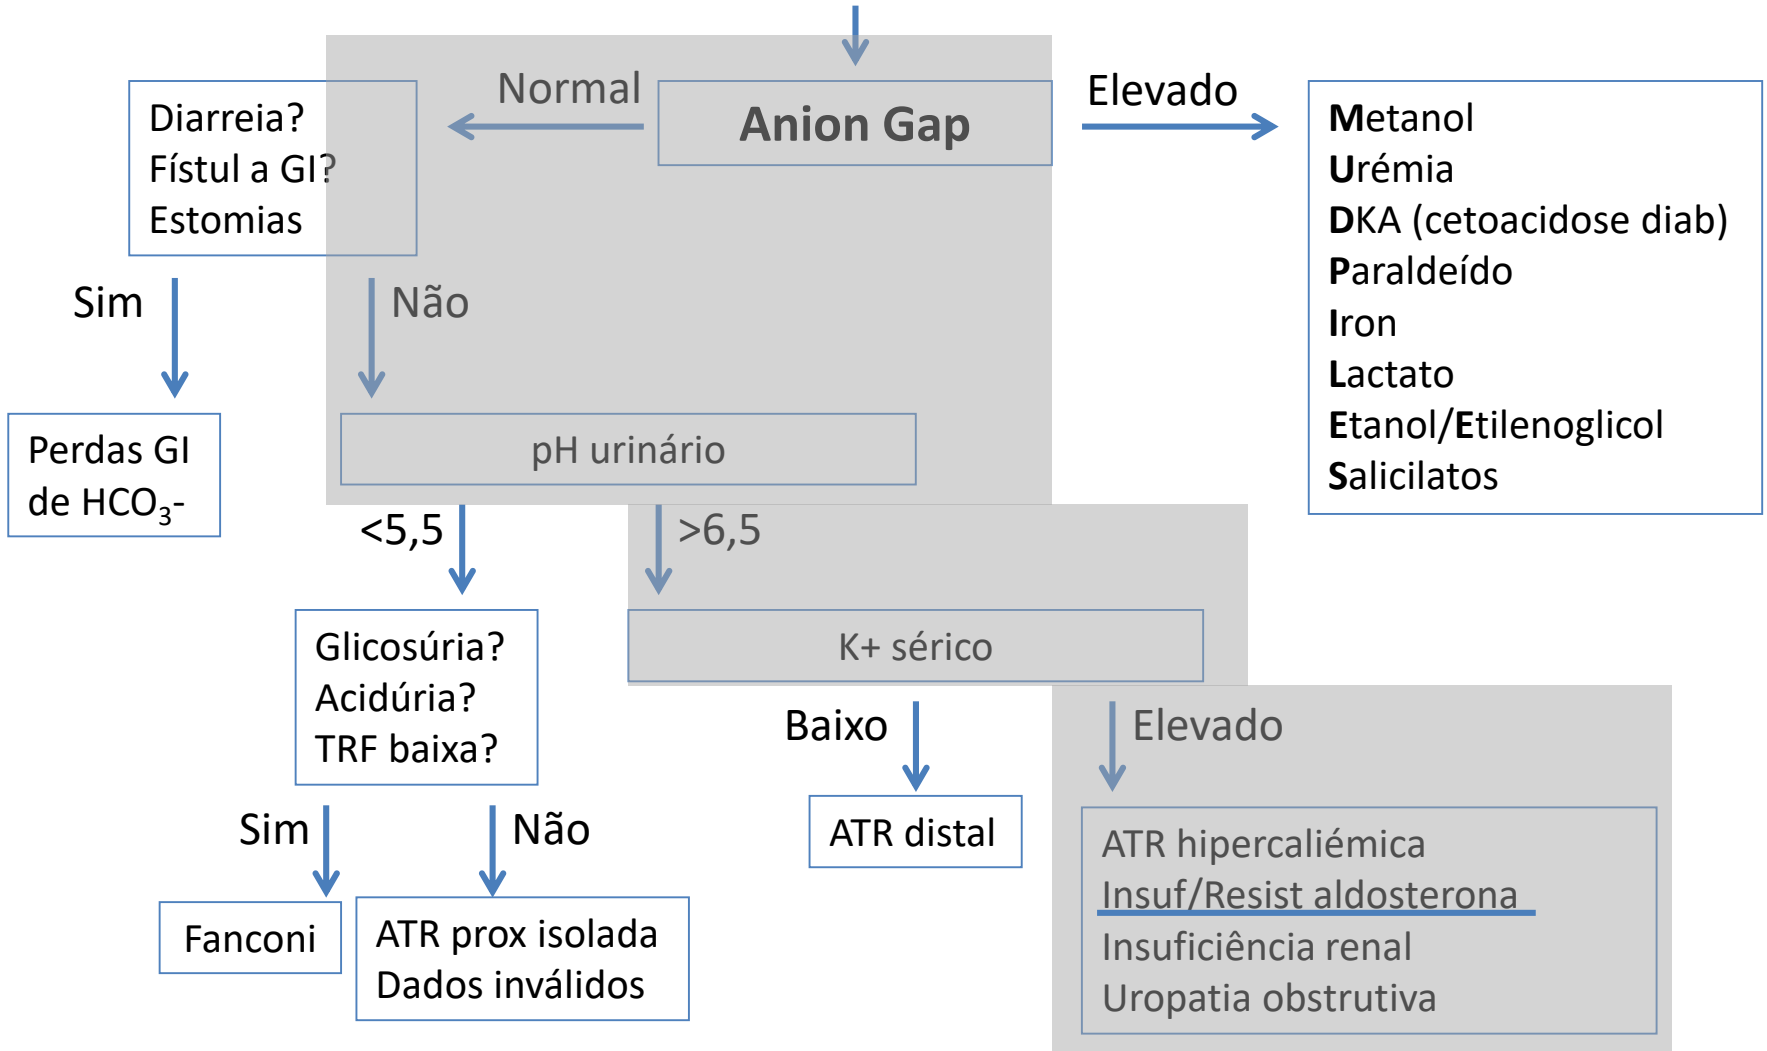 Normal
Anion Gap
Elevado
Diarreia?
Fístul a GI?
Estomias
Metanol
Urémia
DKA (cetoacidose diab)
Paraldeído
Iron
Lactato
Etanol/Etilenoglicol
Salicilatos
Sim
Não
Perdas GI
de HCO₃-
pH urinário
<5,5
>6,5
Glicosúria?
Acidúria?
TRF baixa?
K+ sérico
Baixo
Elevado
Sim
Não
ATR distal
ATR hipercaliémica
Insuf/Resist aldosterona
Insuficiência renal
Uropatia obstrutiva
Fanconi
ATR prox isolada
Dados inválidos